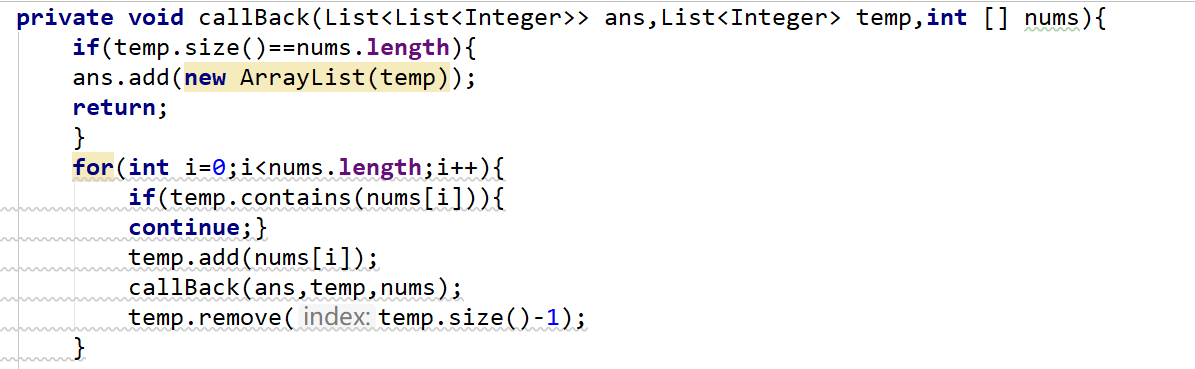 private void callBack(List<List<Integer>> ans,List<Integer> temp,int [] nums){
if(temp.size()==nums.length){
ans.add(new ArrayList(temp));
return;
}
for(int i=0;i<nums.length;i++){
if(temp.contains(nums[i])){
continue;}
temp.add(nums[i]);
callBack(ans,temp,nums);
temp.remove( index: temp.size()-1);
}